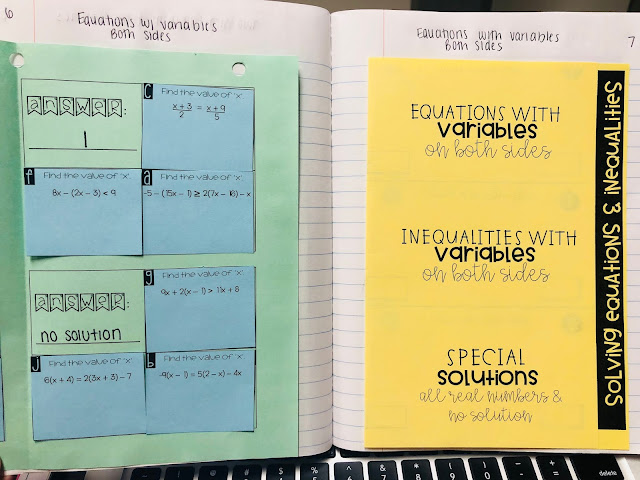 6
Equations w/ variables
Both Sides
answer:
1
c
Find the value of 'x'.
x+3 / 2 = x+9 / 5
f
Find the value of 'x'.
8x - (2x - 3) < 9
a
Find the value of 'x'.
-5 - (15x - 1) ≥ 2(7x - 16) - x
answer:
no solution
g
Find the value of 'x'.
9x + 2(x - 1) > 11x + 8
j
Find the value of 'x'.
6(x + 4) = 2(3x + 3) - 7
b
Find the value of 'x'.
-9(x - 1) = 5(2 - x) - 4x
Equations with Variables
Both Sides
7
EQUATIONS WITH
variables
on both sides
INEQUALITIES WITH
variables
on both sides
SPECIAL
solutions
all real numbers &
no solution
SOLVING EQUATIONS & INEQUALITIES
delete